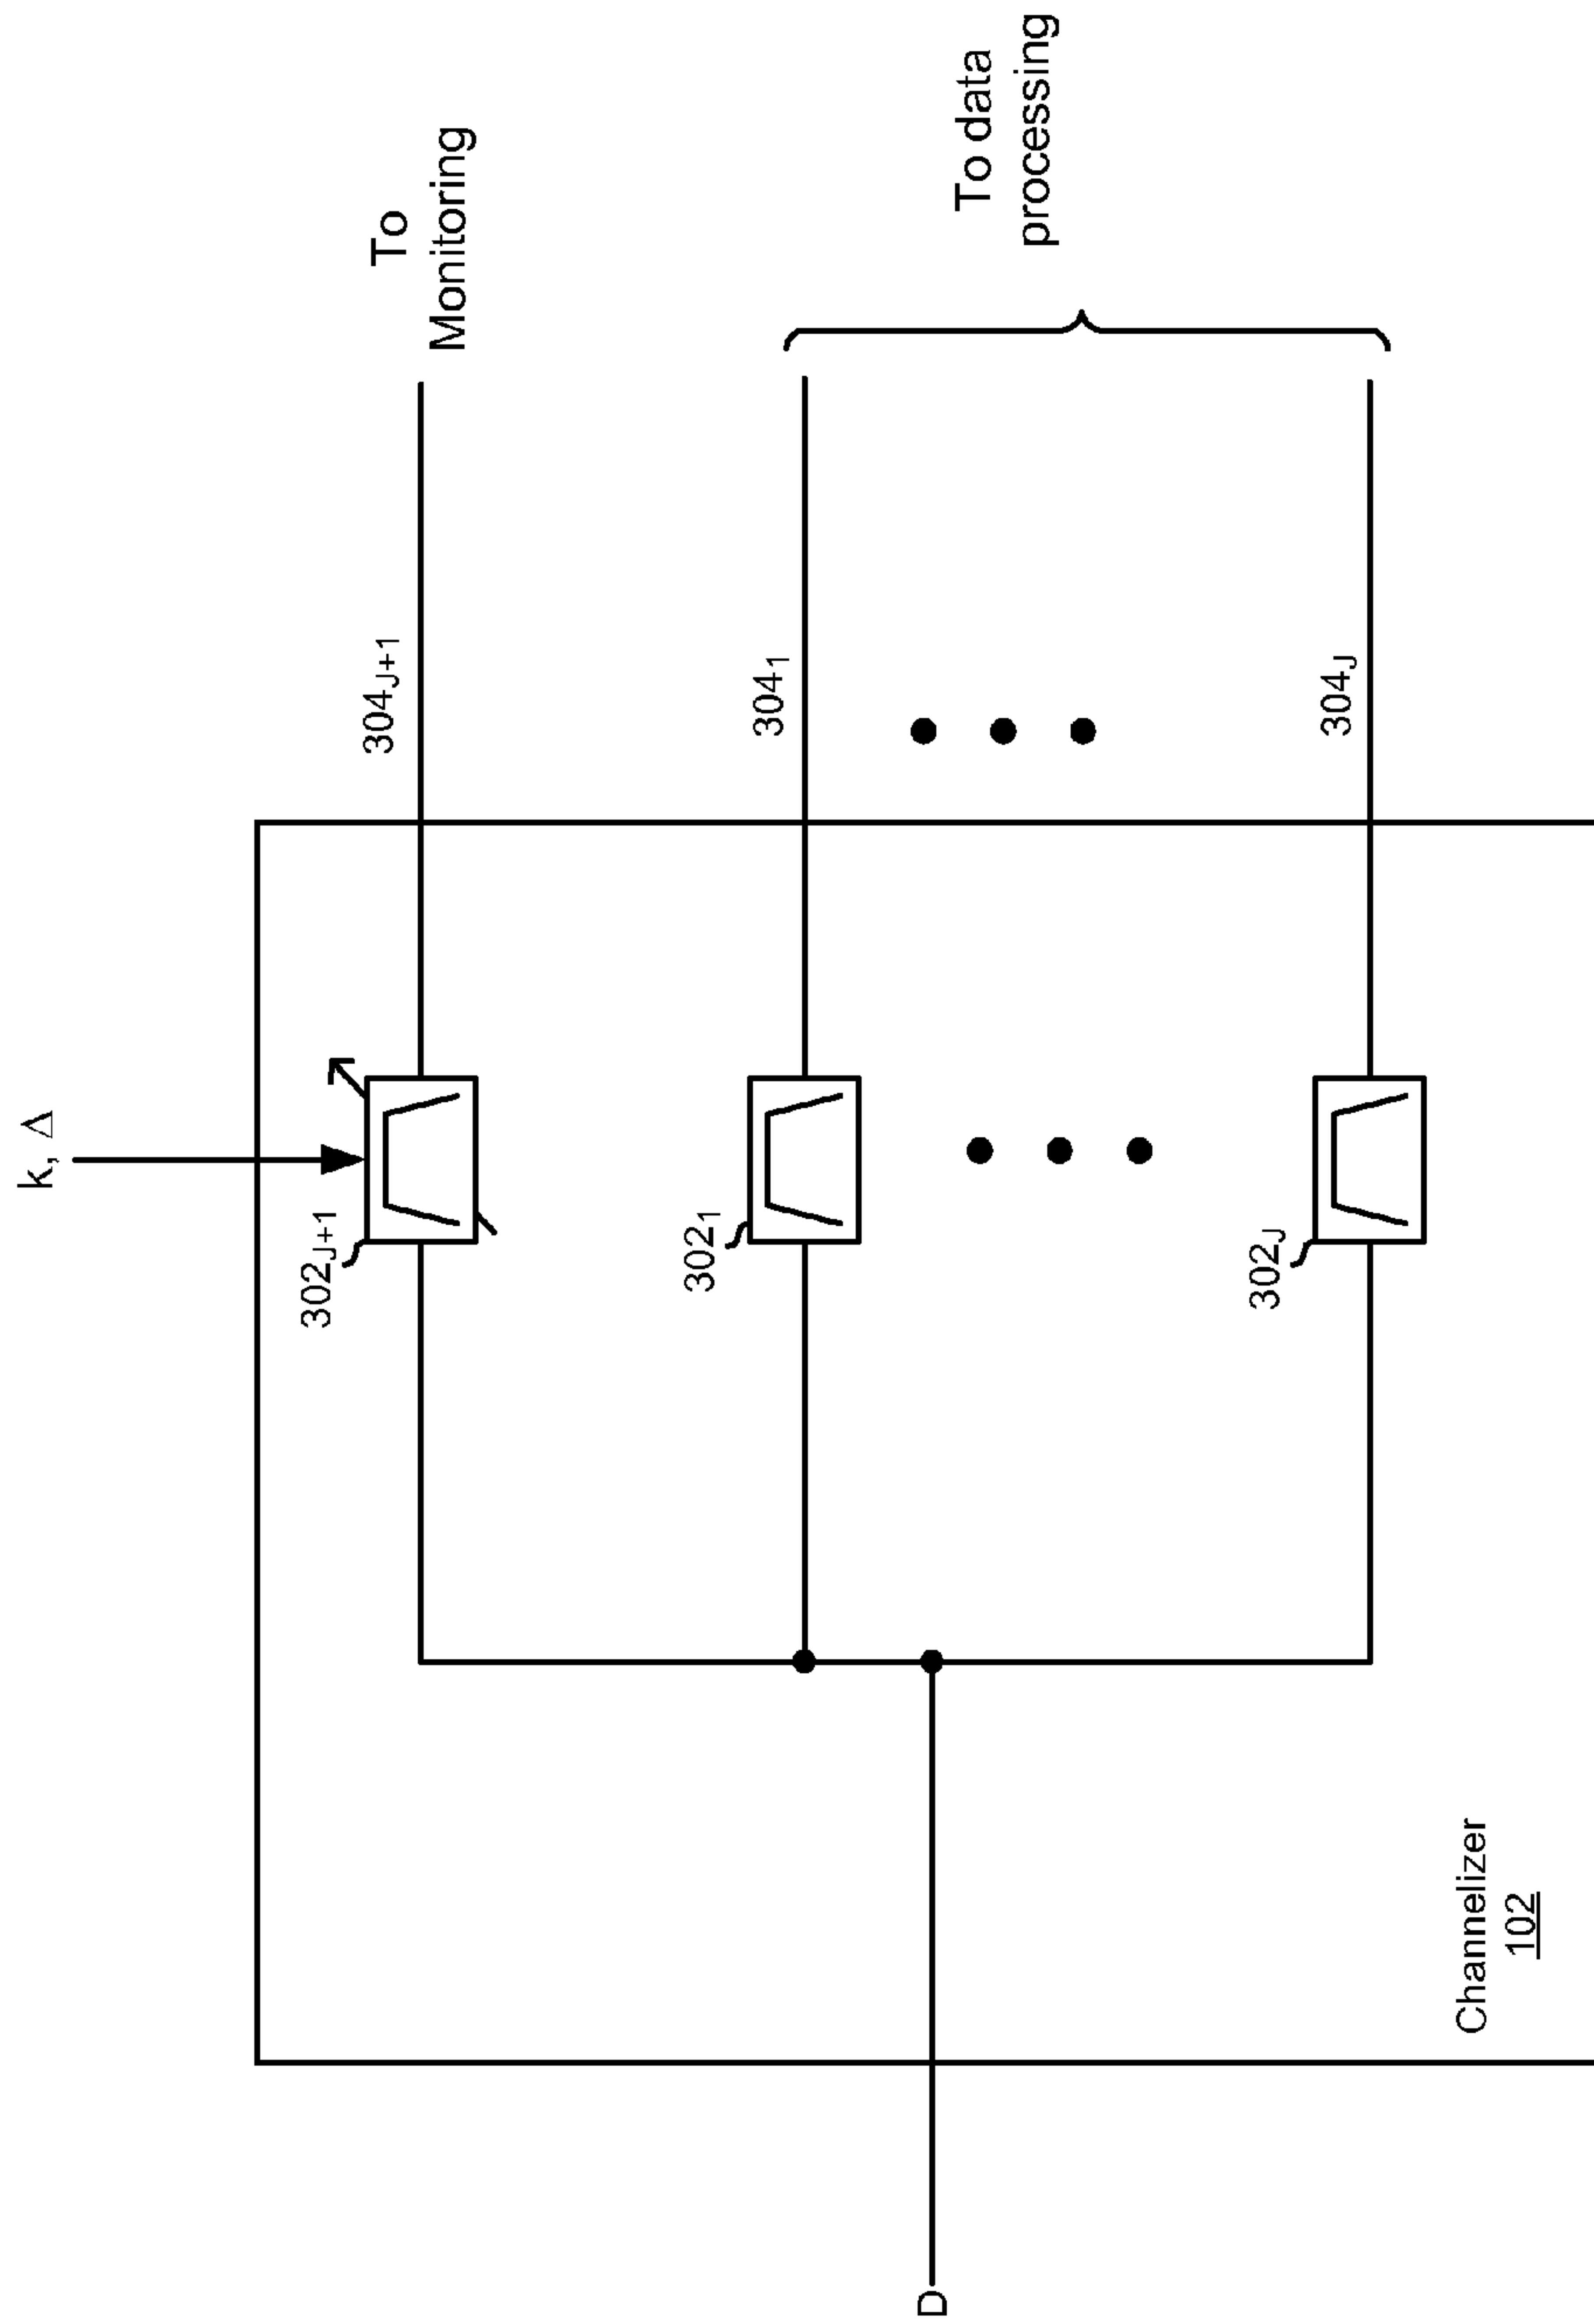 k, Δ
To
Monitoring
304J+1
302J+1
To data
processing
304₁
302₁
304J
302J
D
Channelizer
102